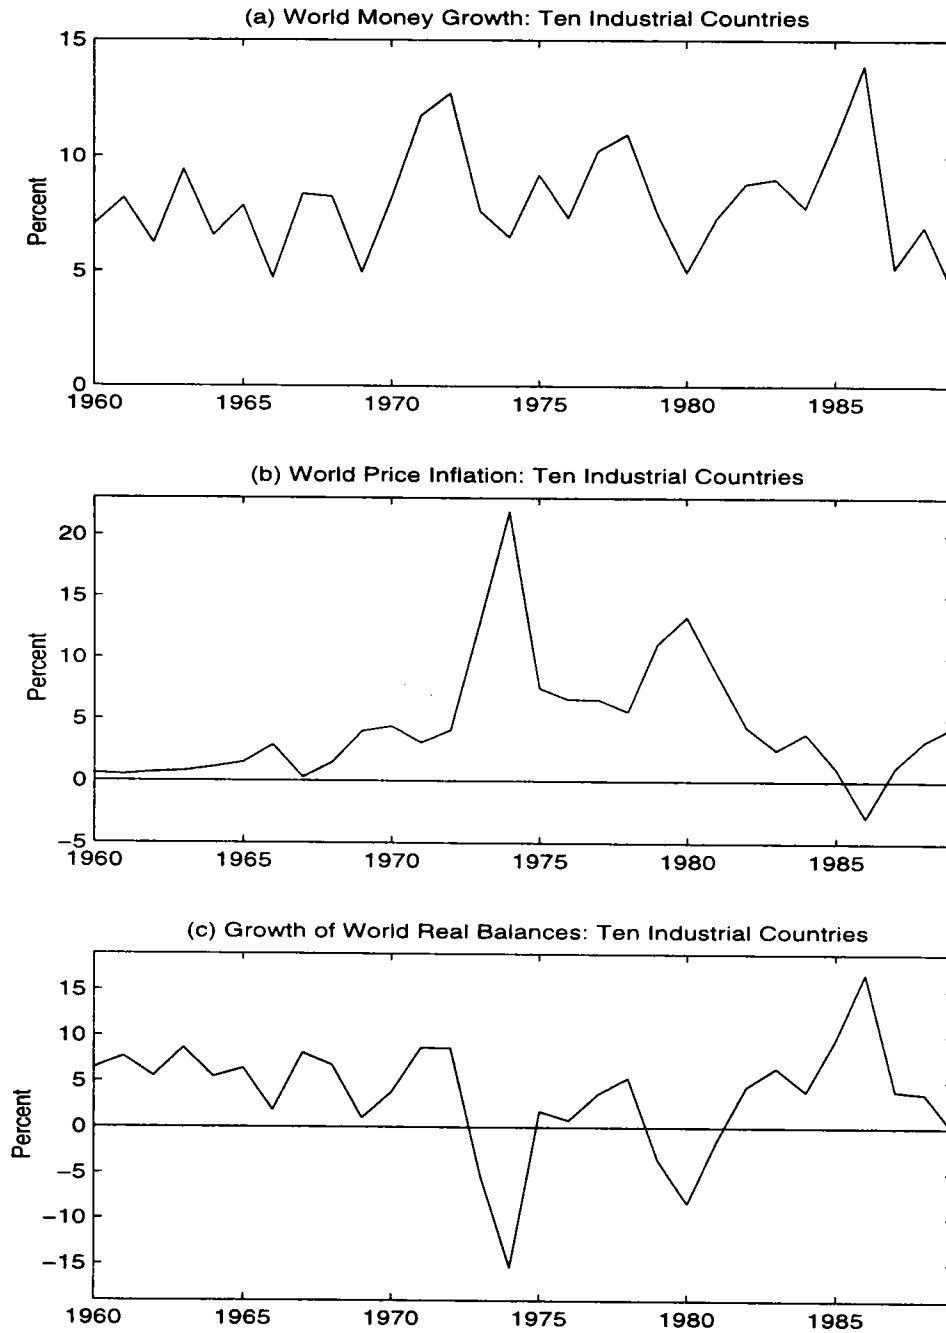 (a) World Money Growth: Ten Industrial Countries
15
10
5
0
Percent
1960 1965 1970 1975 1980 1985
(b) World Price Inflation: Ten Industrial Countries
20
15
10
5
0
−5
Percent
1960 1965 1970 1975 1980 1985
(c) Growth of World Real Balances: Ten Industrial Countries
15
10
5
0
−5
−10
−15
Percent
1960 1965 1970 1975 1980 1985